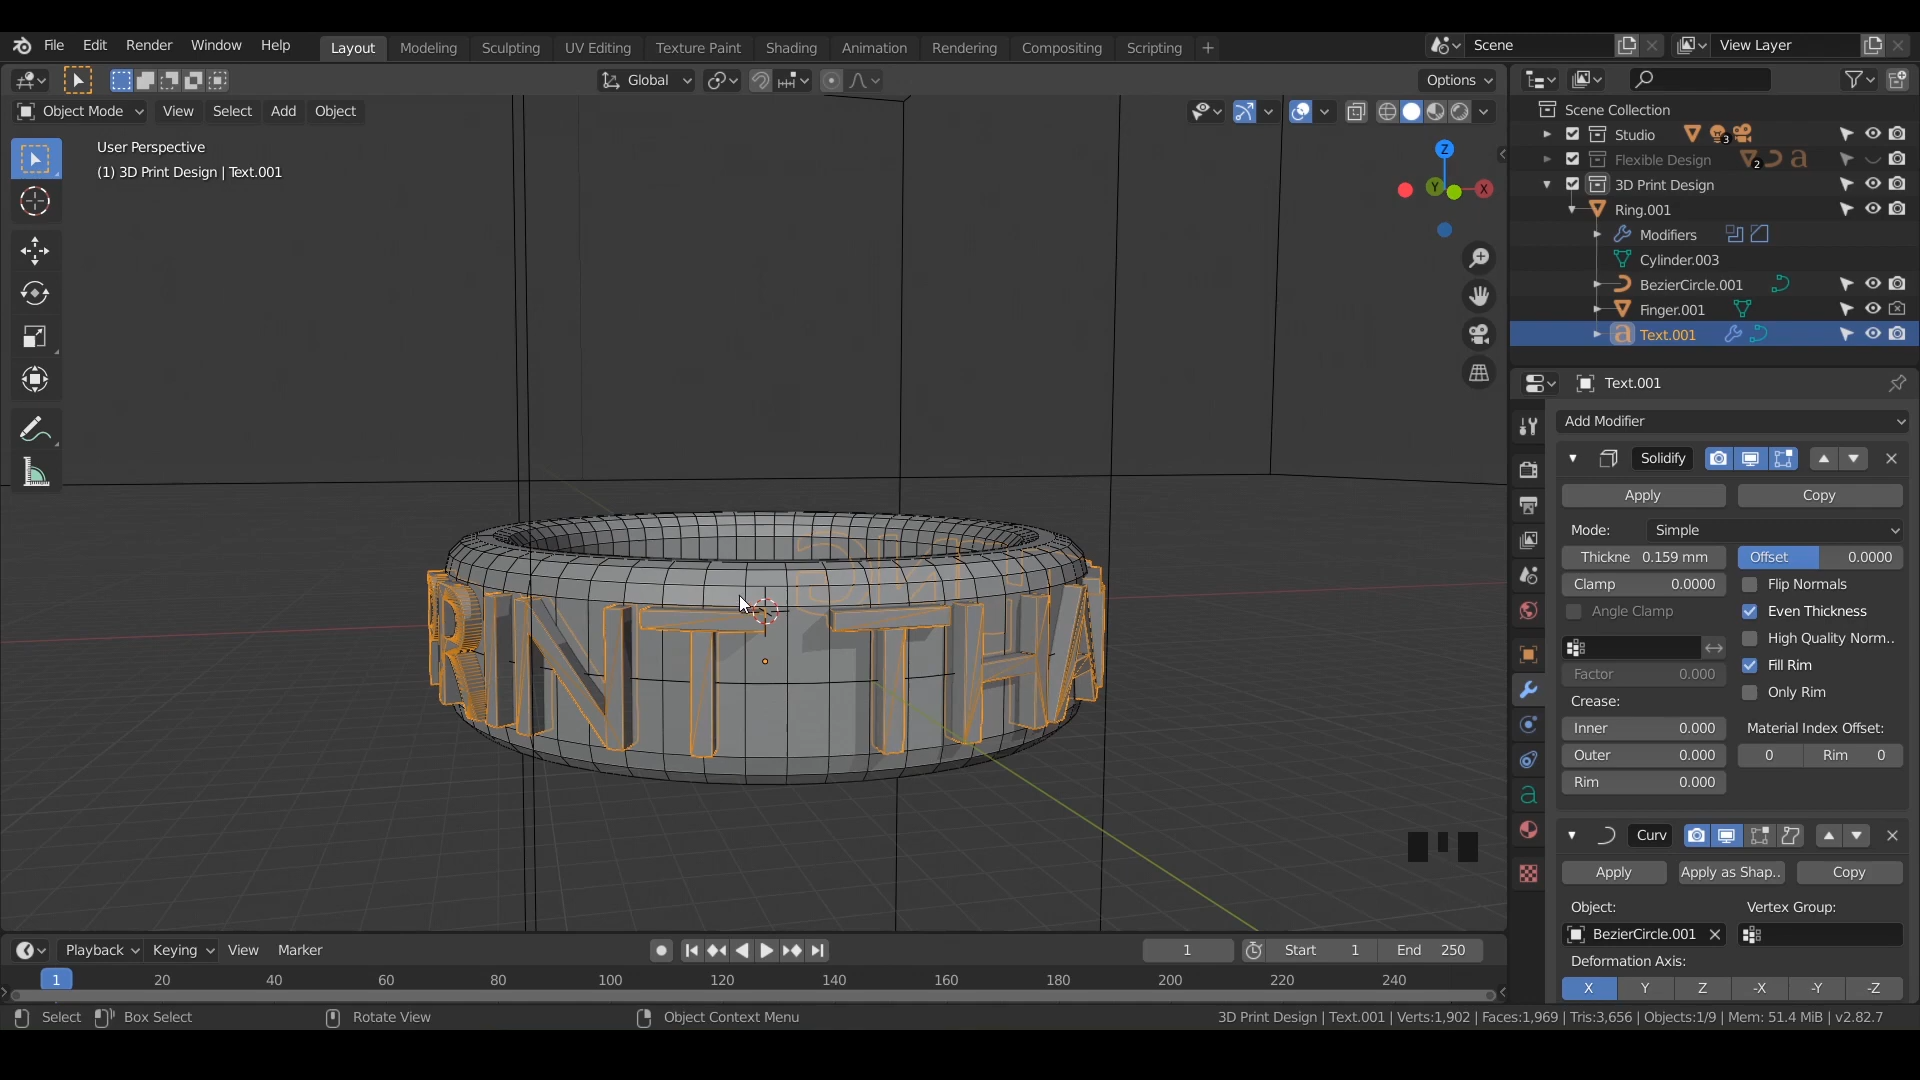 File Edit Render Window Help Layout Modeling Sculpting UV Editing Texture Paint Shading Animation Rendering Compositing Scripting + Scene View Layer
Global Options
Object Mode View Select Add Object
User Perspective
(1) 3D Print Design | Text.001
Z
Y X
RINT THA
Scene Collection
Studio 3
Flexible Design 2
3D Print Design
Ring.001
Modifiers
Cylinder.003
BezierCircle.001
Finger.001
Text.001
Text.001
Add Modifier
Solidify
Apply Copy
Mode: Simple
Thickne 0.159 mm Offset 0.0000
Clamp 0.0000 Flip Normals
Angle Clamp Even Thickness
High Quality Norm..
Factor 0.000 Fill Rim
Crease: Only Rim
Inner 0.000 Material Index Offset:
Outer 0.000 0 Rim 0
Rim 0.000
Curv
Apply Apply as Shap.. Copy
Object: Vertex Group:
BezierCircle.001
Deformation Axis:
X Y Z -X -Y -Z
Playback Keying View Marker 1 Start 1 End 250
1 20 40 60 80 100 120 140 160 180 200 220 240
Select Box Select Rotate View Object Context Menu 3D Print Design | Text.001 | Verts:1,902 | Faces:1,969 | Tris:3,656 | Objects:1/9 | Mem: 51.4 MiB | v2.82.7